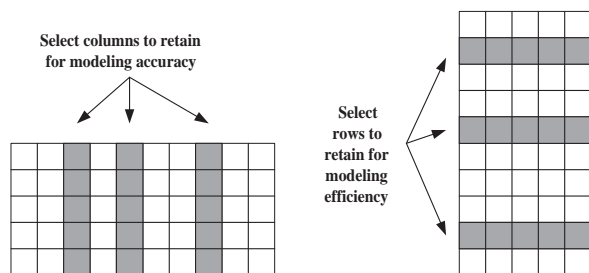 Select columns to retain
for modeling accuracy
Select
rows to
retain for
modeling
efficiency